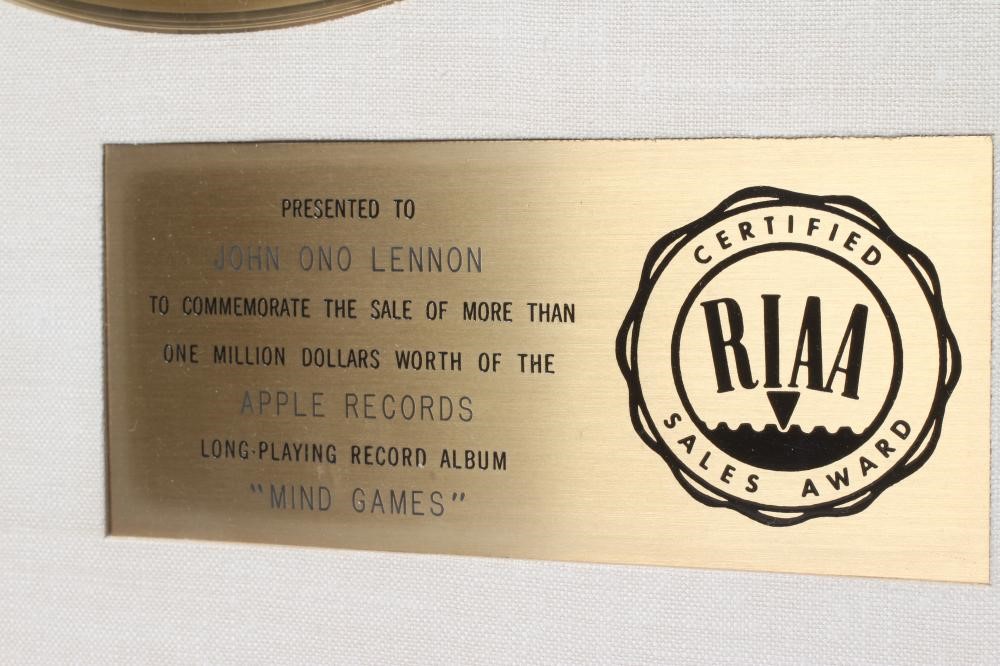 PRESENTED TO
JOHN ONO LENNON
TO COMMEMORATE THE SALE OF MORE THAN
ONE MILLION DOLLARS WORTH OF THE
APPLE RECORDS
LONG·PLAYING RECORD ALBUM
"MIND GAMES"
CERTIFIED
RIAA
SALES AWARD